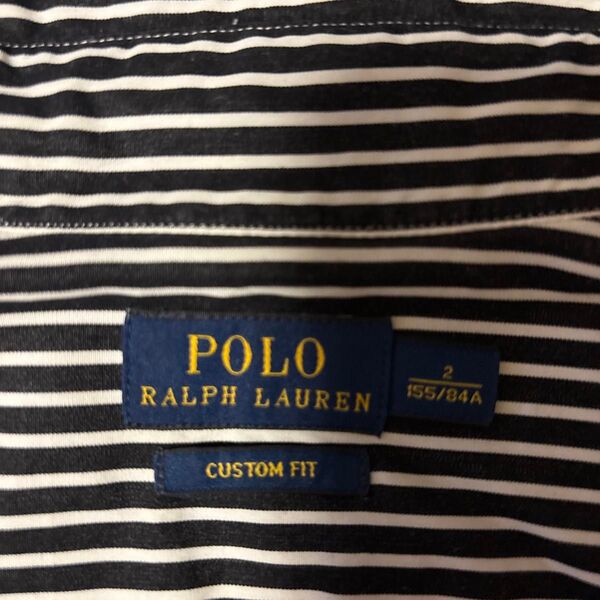 POLO
RALPH LAUREN
2
155/84A
CUSTOM FIT